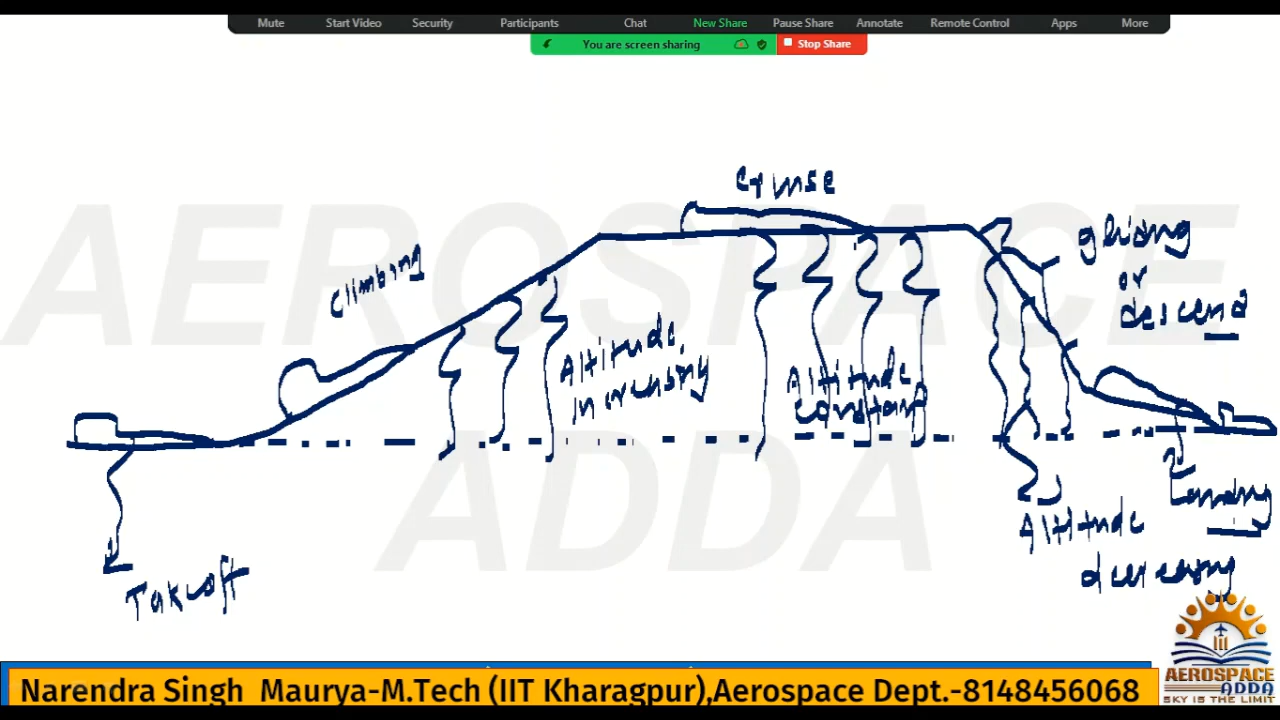 Mute Start Video Security Participants Chat New Share Pause Share Annotate Remote Control Apps More
You are screen sharing Stop Share
AEROSPACE
ADDA
Cruise
Climbing
gliding
or
descend
Altitude
increasing
Altitude
constant
Landing
Altitude
decreasing
Takeoff
AEROSPACE
ADDA
SKY IS THE LIMIT
Narendra Singh Maurya-M.Tech (IIT Kharagpur),Aerospace Dept.-8148456068